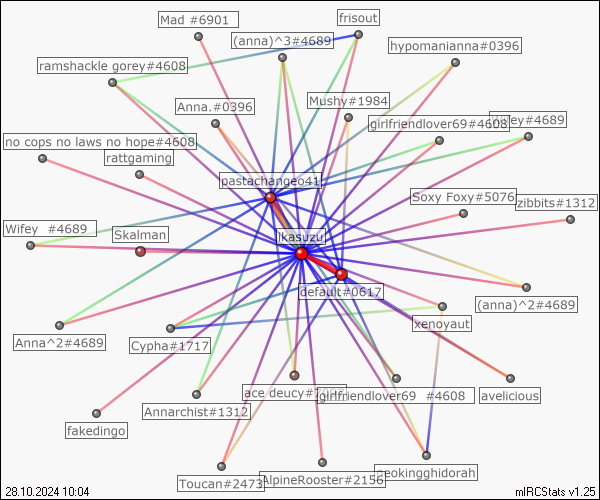 Mad #6901
frisout
(anna)^3#4689
hypomanianna#0396
ramshackle gorey#4608
Mushy#1984
Anna.#0396
girlfriendlover69#4608
#4689
no cops no laws no hope#4608
rattgaming
pastachangeo41
Soxy Foxy#5076
zibbits#1312
Wifey #4689
Skalman
ikasuzu
default#0617
(anna)^2#4689
xenoyaut
Anna^2#4689
Cypha#1717
ace deucy#
girlfriendlover69 #4608
avelicious
Annarchist#1312
fakedingo
Toucan#2473
AlpineRooster#2156
neokingghidorah
28.10.2024 10:04
mIRCStats v1.25